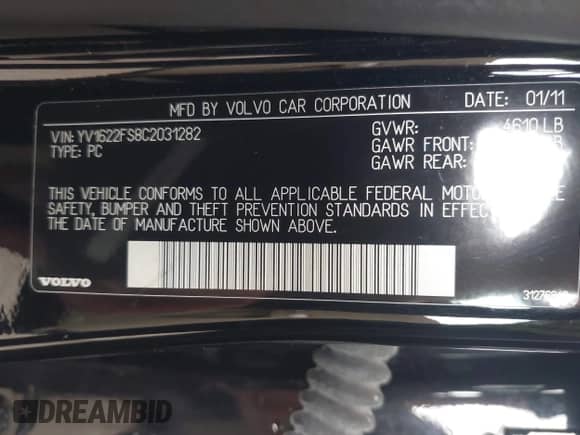 MFD BY VOLVO CAR CORPORATION DATE: 01/11
VIN: YV1622FS8C2031282 GVWR: 4610 LB
TYPE: PC GAWR FRONT:
GAWR REAR:
THIS VEHICLE CONFORMS TO ALL APPLICABLE FEDERAL
SAFETY, BUMPER AND THEFT PREVENTION STANDARDS IN EFFECT
THE DATE OF MANUFACTURE SHOWN ABOVE.
VOLVO
DREAMBID